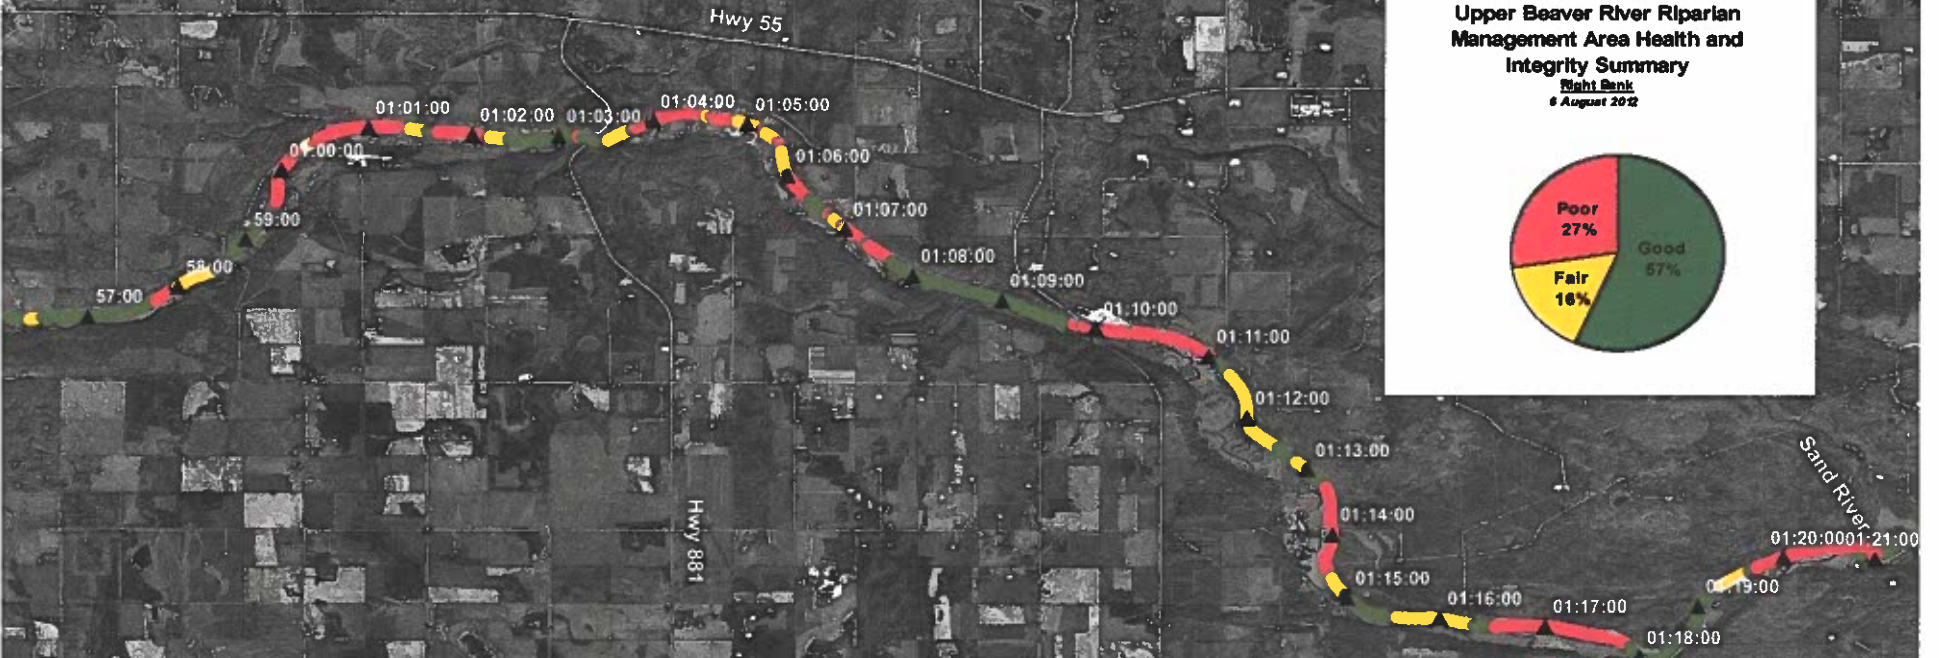 Hwy 55
Upper Beaver River Riparian
Management Area Health and
Integrity Summary
Right Bank
6 August 2012
Poor
27%
Good
57%
Fair
16%
57:00
58:00
59:00
01:00:00
01:01:00
01:02:00
01:03:00
01:04:00
01:05:00
01:06:00
01:07:00
01:08:00
01:09:00
01:10:00
01:11:00
01:12:00
01:13:00
01:14:00
01:15:00
01:16:00
01:17:00
01:18:00
01:19:00
01:20:00
01:21:00
Hwy 881
Sand River